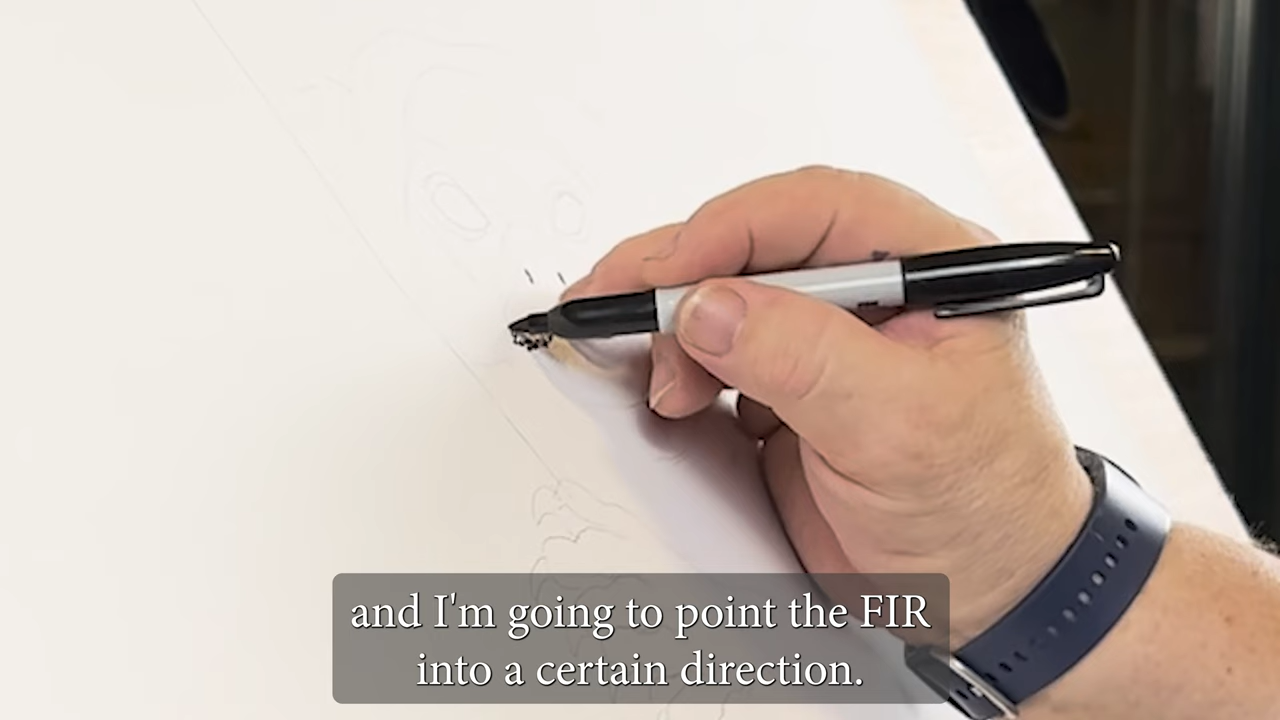 and I'm going to point the FIR
into a certain direction.